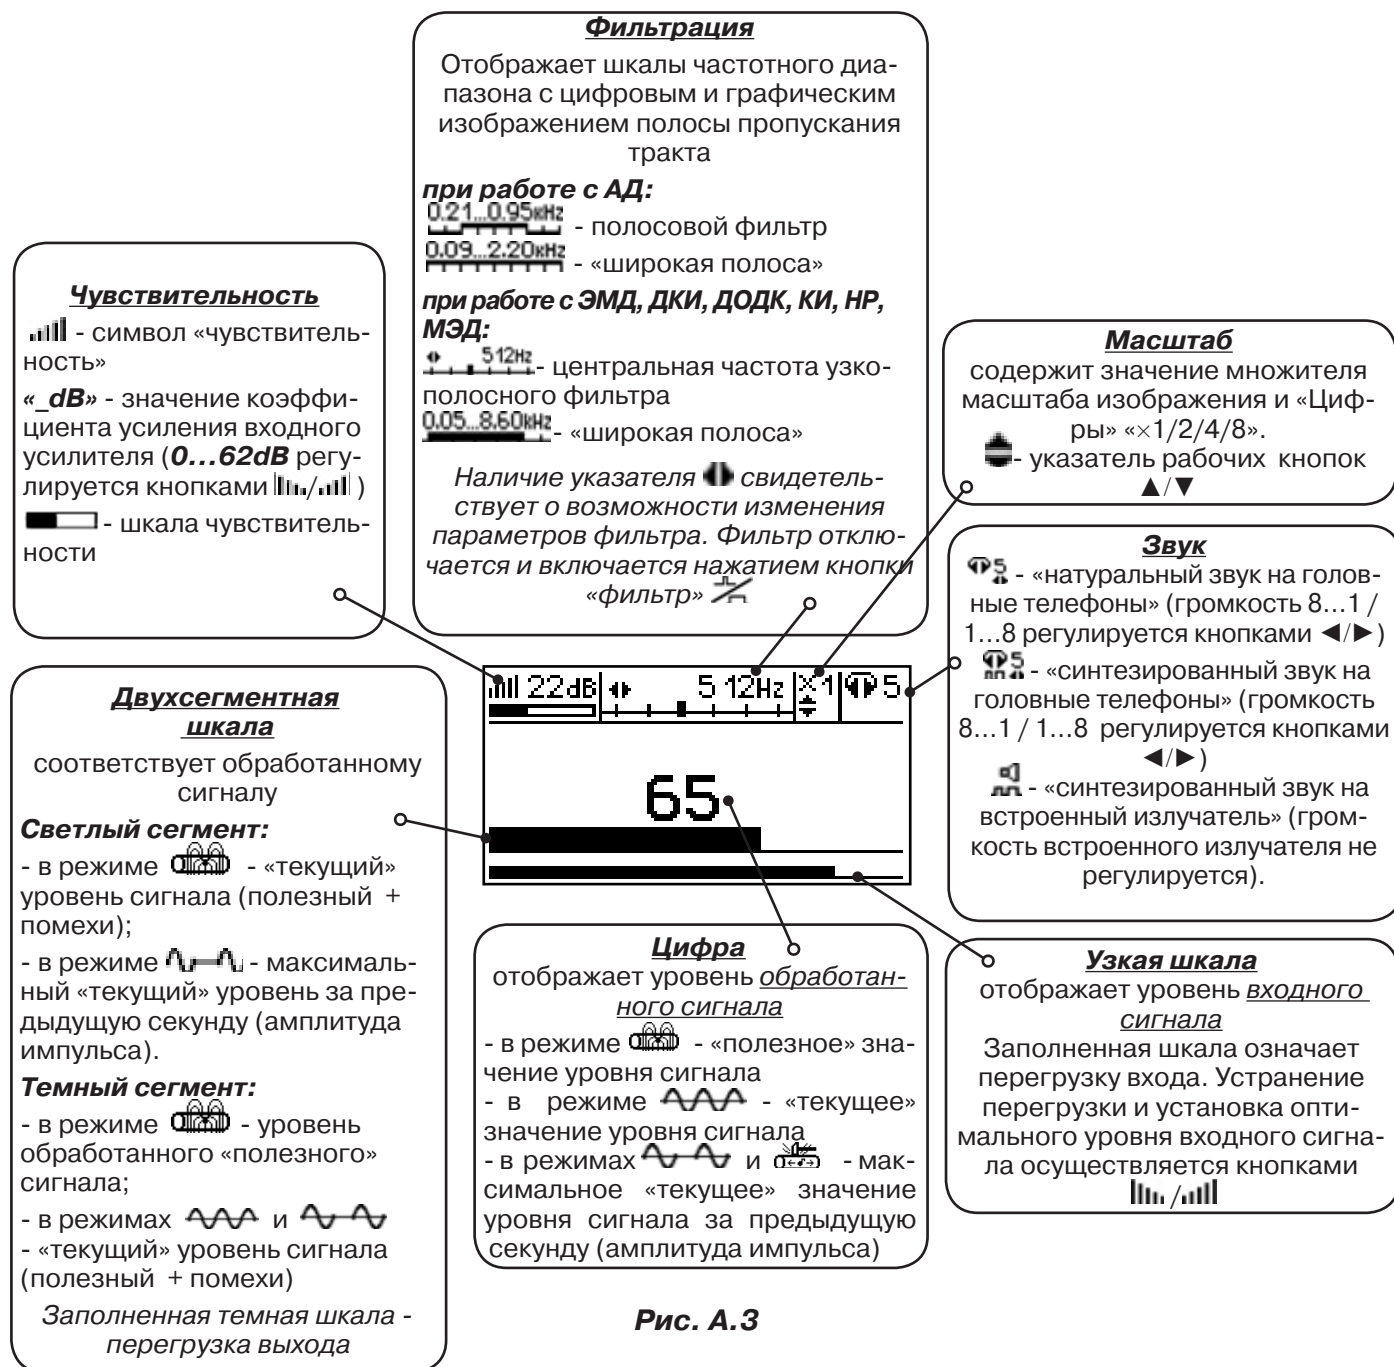 Фильтрация
Отображает шкалы частотного диа-
пазона с цифровым и графическим
изображением полосы пропускания
тракта
при работе с АД:
0.21...0.95кHz - полосовой фильтр
0.09...2.20кHz - «широкая полоса»
при работе с ЭМД, ДКИ, ДОДК, КИ, НР,
МЭД:
512Hz - центральная частота узко-
полосного фильтра
0.05...8.60кHz - «широкая полоса»
Наличие указателя свидетель-
ствует о возможности изменения
параметров фильтра. Фильтр отклю-
чается и включается нажатием кнопки
«фильтр»
Чувствительность
- символ «чувствитель-
ность»
«_dB» - значение коэффи-
циента усиления входного
усилителя (0...62dB регу-
лируется кнопками / )
- шкала чувствитель-
ности
Масштаб
содержит значение множителя
масштаба изображения и «Циф-
ры» «×1/2/4/8».
- указатель рабочих кнопок
▲/▼
Звук
5 - «натуральный звук на голов-
ные телефоны» (громкость 8...1 /
1...8 регулируется кнопками ◄/►)
5 - «синтезированный звук на
головные телефоны» (громкость
8...1 / 1...8 регулируется кнопками
◄/►)
- «синтезированный звук на
встроенный излучатель» (гром-
кость встроенного излучателя не
регулируется).
22dB 512Hz ×1 5
65
Двухсегментная
шкала
соответствует обработанному
сигналу
Светлый сегмент:
- в режиме - «текущий»
уровень сигнала (полезный +
помехи);
- в режиме - максималь-
ный «текущий» уровень за пре-
дыдущую секунду (амплитуда
импульса).
Темный сегмент:
- в режиме - уровень
обработанного «полезного»
сигнала;
- в режимах и
- «текущий» уровень сигнала
(полезный + помехи)
Заполненная темная шкала -
перегрузка выхода
Цифра
отображает уровень обработан-
ного сигнала
- в режиме - «полезное» зна-
чение уровня сигнала
- в режиме - «текущее»
значение уровня сигнала
- в режимах и - мак-
симальное «текущее» значение
уровня сигнала за предыдущую
секунду (амплитуда импульса)
Узкая шкала
отображает уровень входного
сигнала
Заполненная шкала означает
перегрузку входа. Устранение
перегрузки и установка опти-
мального уровня входного сигна-
ла осуществляется кнопками
/
Рис. А.3